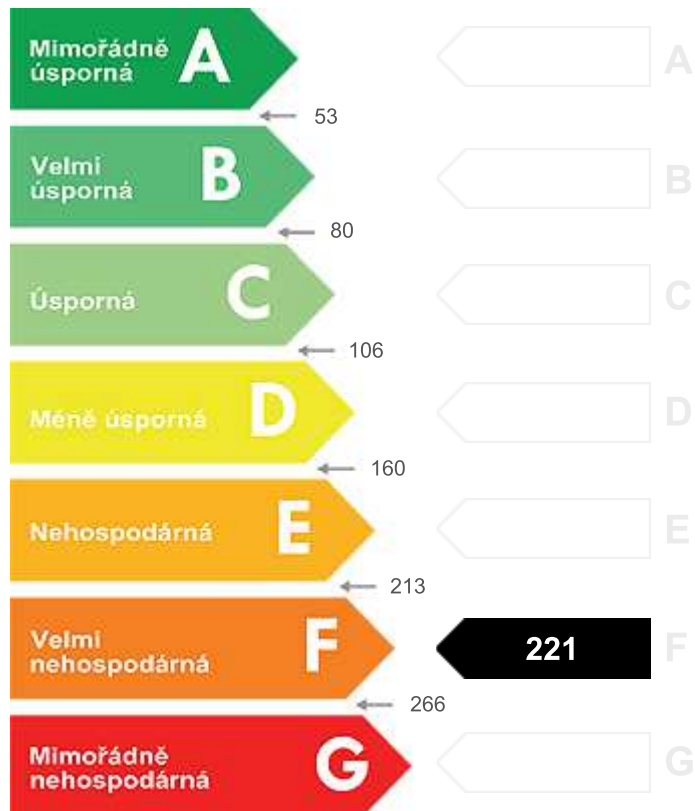 Mimořádně
úsporná A
A
53
Velmi
úsporná B
B
80
Úsporná C
C
106
Méně úsporná D
D
160
Nehospodárná E
E
213
Velmi
nehospodárná F
221 F
266
Mimořádně
nehospodárná G
G